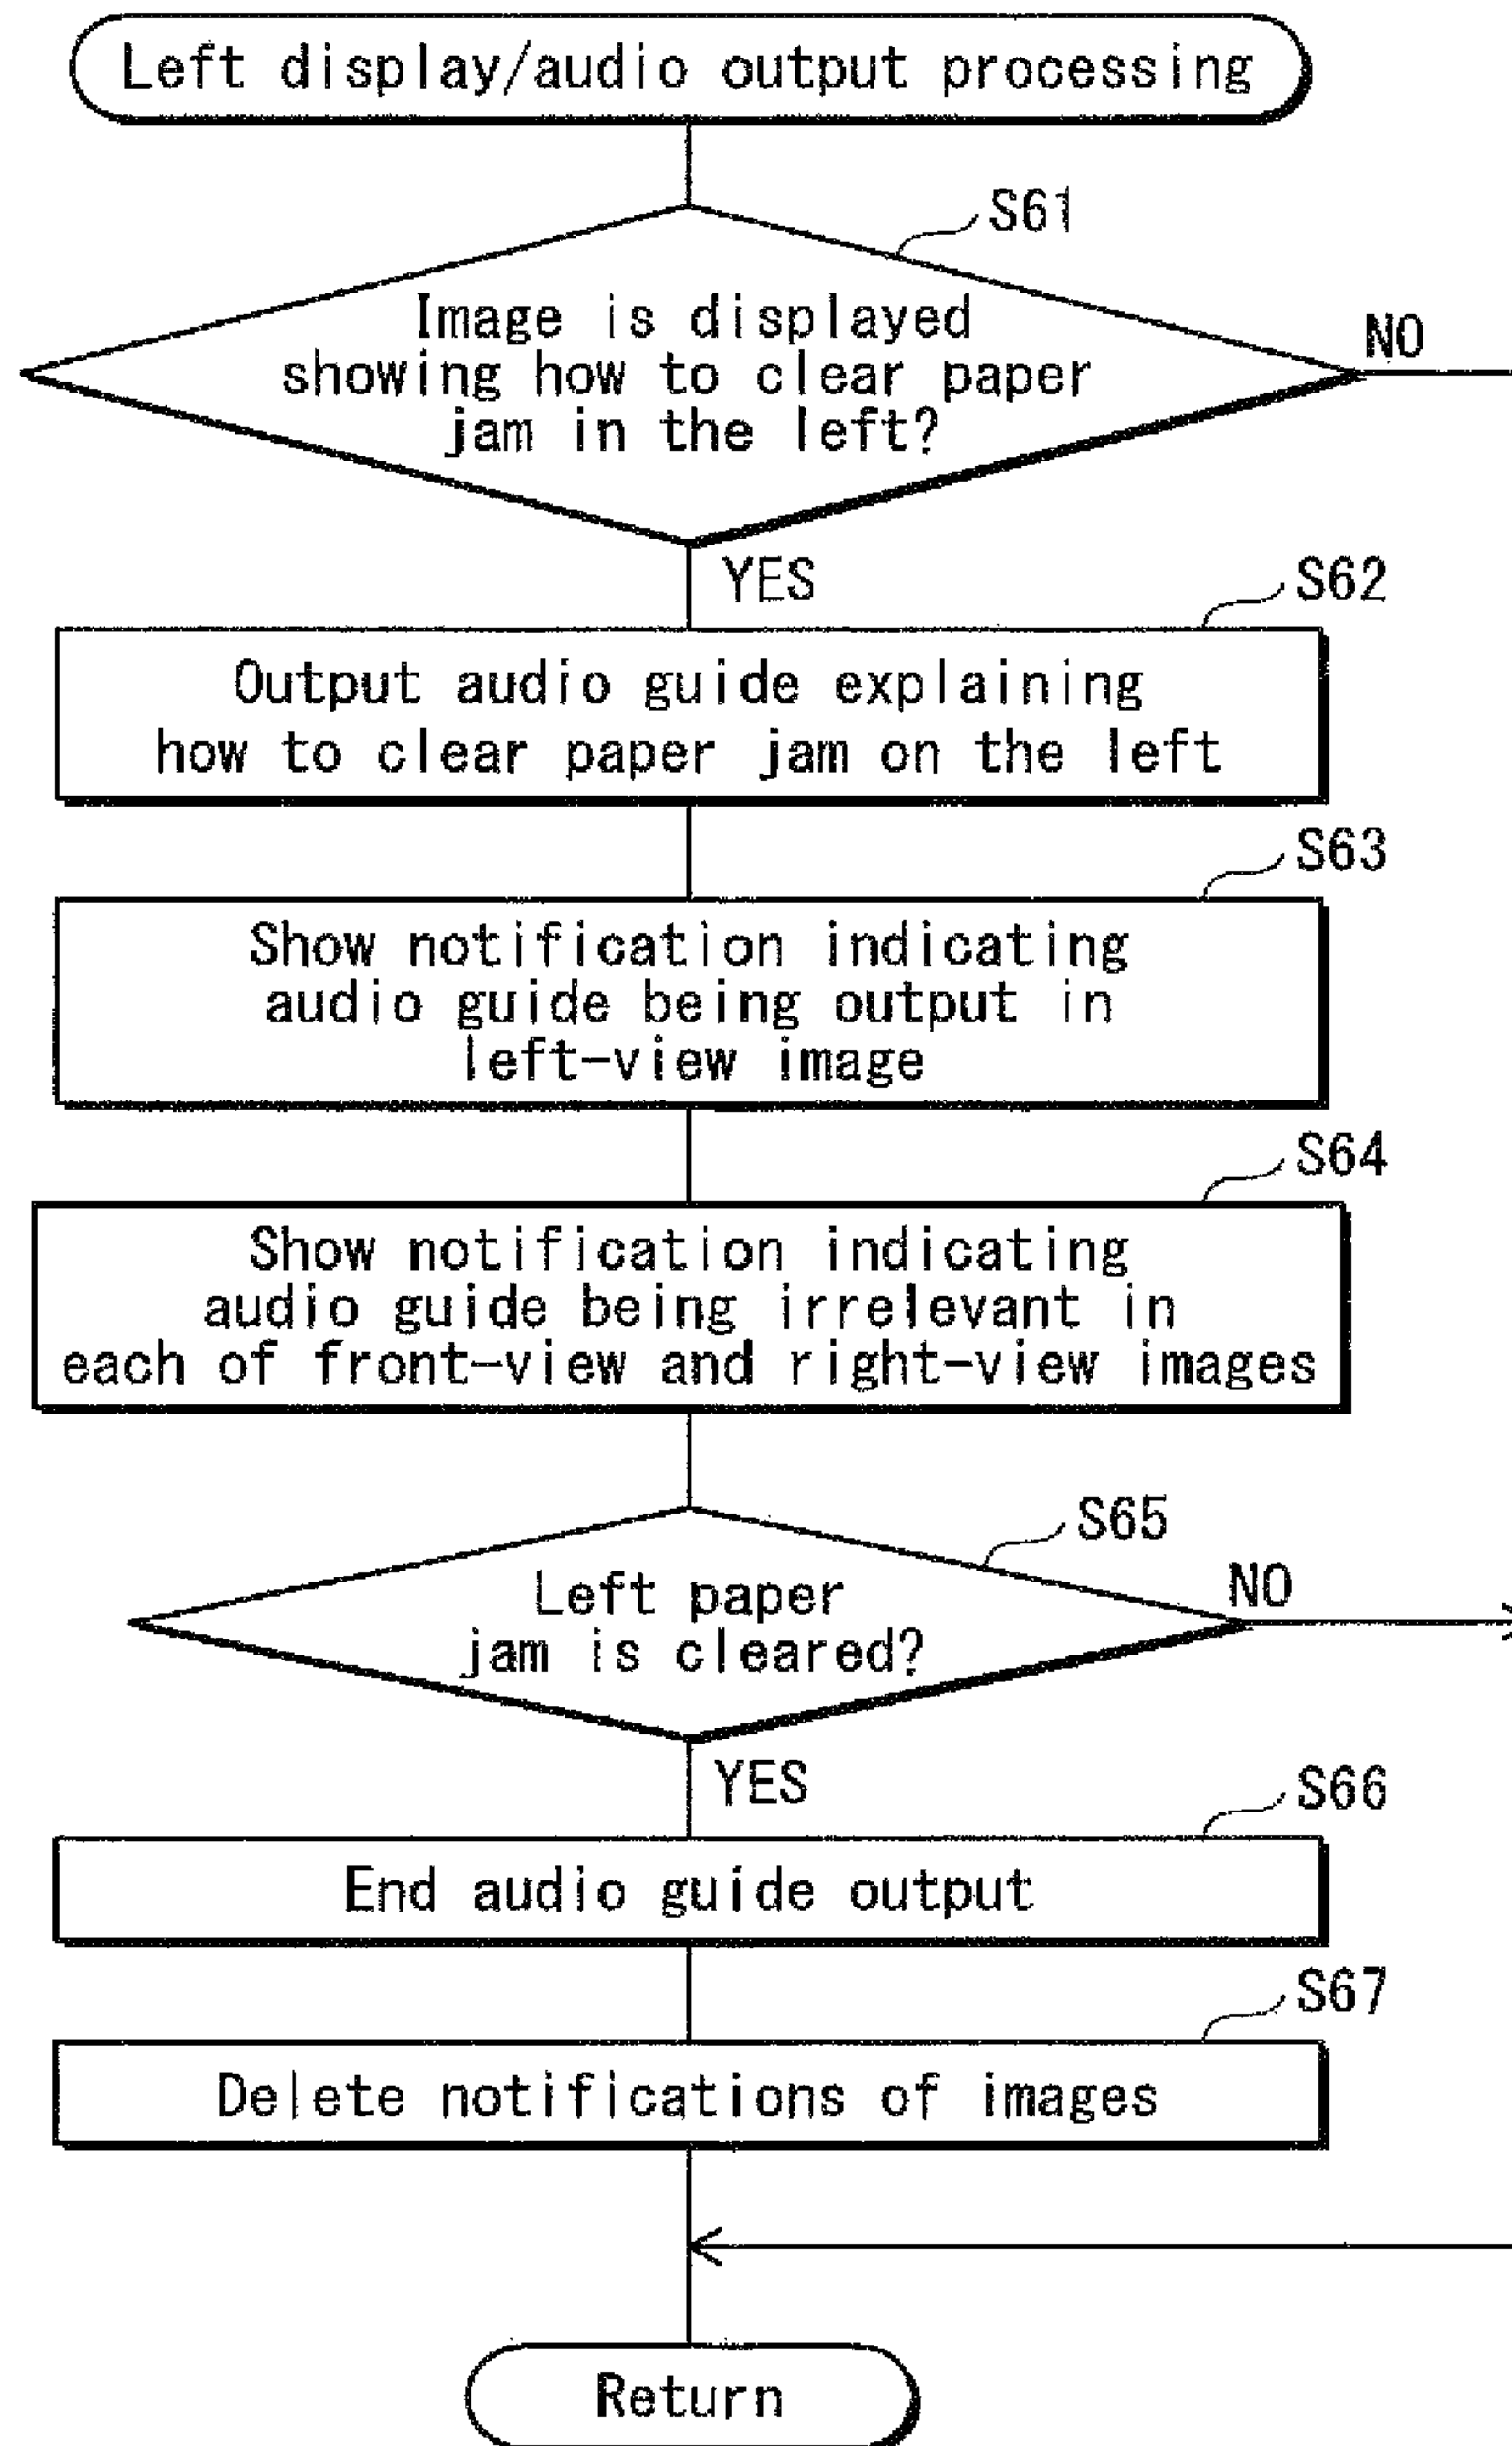 Left display/audio output processing
S61
Image is displayed
showing how to clear paper
jam in the left?
NO
YES
S62
Output audio guide explaining
how to clear paper jam on the left
S63
Show notification indicating
audio guide being output in
left-view image
S64
Show notification indicating
audio guide being irrelevant in
each of front-view and right-view images
S65
Left paper
jam is cleared?
NO
YES
S66
End audio guide output
S67
Delete notifications of images
Return